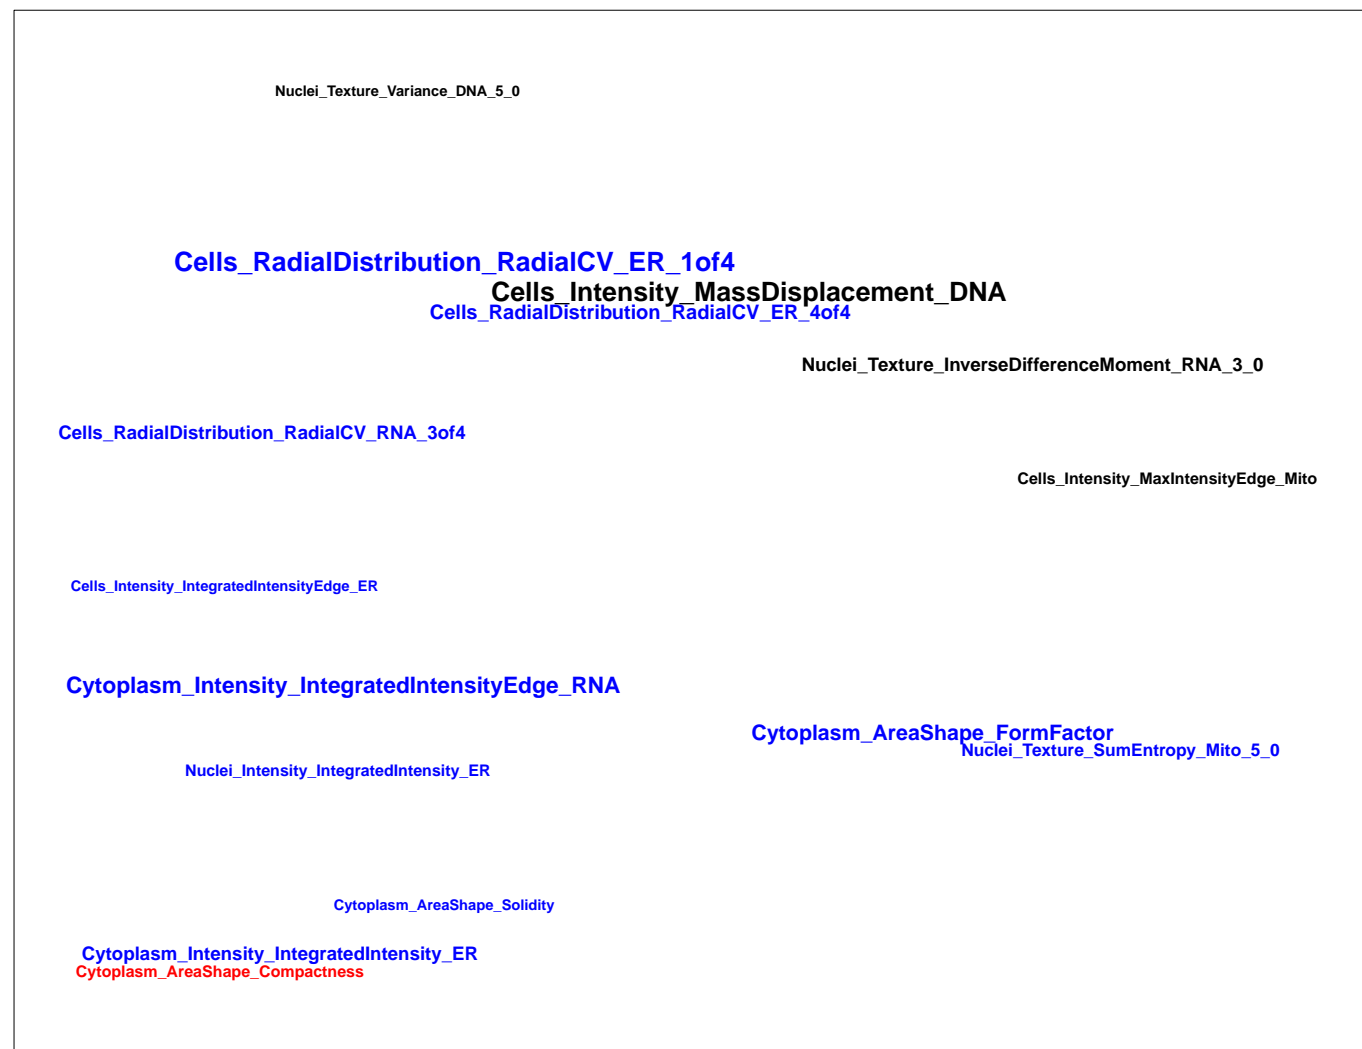 Nuclei_Texture_Variance_DNA_5_0
Cells_RadialDistribution_RadialCV_ER_1of4
Cells_Intensity_MassDisplacement_DNA
Cells_RadialDistribution_RadialCV_ER_4of4
Nuclei_Texture_InverseDifferenceMoment_RNA_3_0
Cells_RadialDistribution_RadialCV_RNA_3of4
Cells_Intensity_MaxIntensityEdge_Mito
Cells_Intensity_IntegratedIntensityEdge_ER
Cytoplasm_Intensity_IntegratedIntensityEdge_RNA
Cytoplasm_AreaShape_FormFactor
Nuclei_Texture_SumEntropy_Mito_5_0
Nuclei_Intensity_IntegratedIntensity_ER
Cytoplasm_AreaShape_Solidity
Cytoplasm_Intensity_IntegratedIntensity_ER
Cytoplasm_AreaShape_Compactness